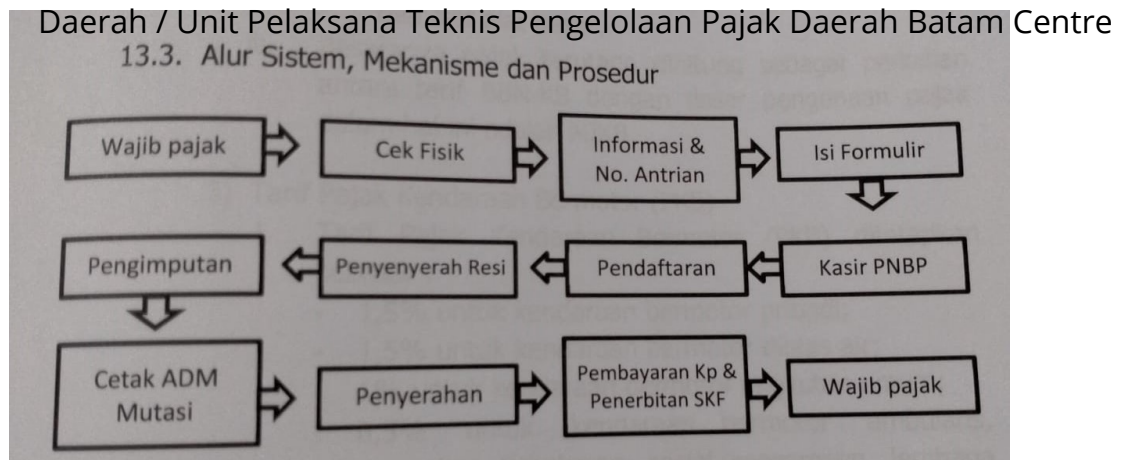 Daerah / Unit Pelaksana Teknis Pengelolaan Pajak Daerah Batam Centre
13.3. Alur Sistem, Mekanisme dan Prosedur
Wajib pajak
Cek Fisik
Informasi &
No. Antrian
Isi Formulir
Kasir PNBP
Pendaftaran
Penyenyerah Resi
Pengimputan
Cetak ADM
Mutasi
Penyerahan
Pembayaran Kp &
Penerbitan SKF
Wajib pajak